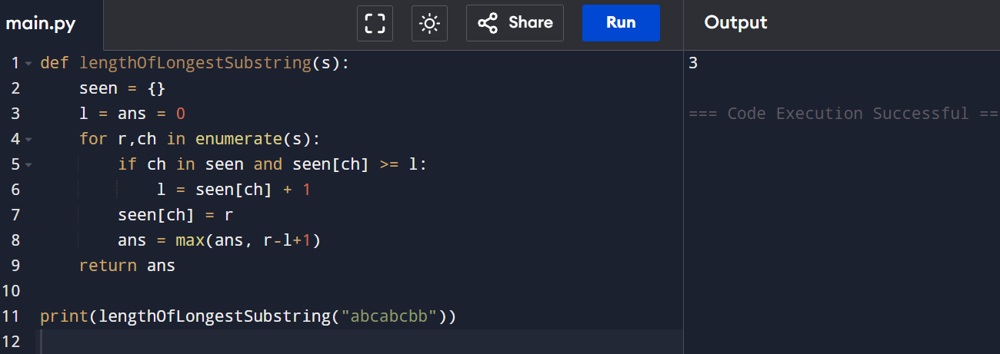 main.py
Share
Run
Output
1 def lengthOfLongestSubstring(s):
2     seen = {}
3     l = ans = 0
4     for r,ch in enumerate(s):
5         if ch in seen and seen[ch] >= l:
6             l = seen[ch] + 1
7         seen[ch] = r
8         ans = max(ans, r-l+1)
9     return ans
10
11 print(lengthOfLongestSubstring("abcabcbb"))
12
3
=== Code Execution Successful ==